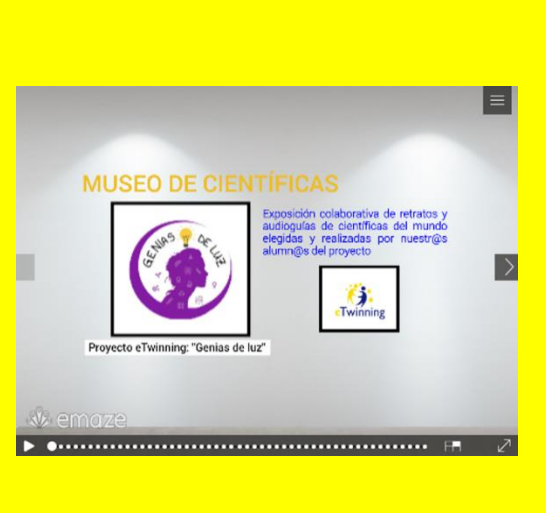 MUSEO DE CIENTÍFICAS
GENIAS DE LUZ
Exposición colaborativa de retratos y
audioguías de científicas del mundo
elegidas y realizadas por nuestr@s
alumn@s del proyecto
eTwinning
Proyecto eTwinning: "Genias de luz"
emaze